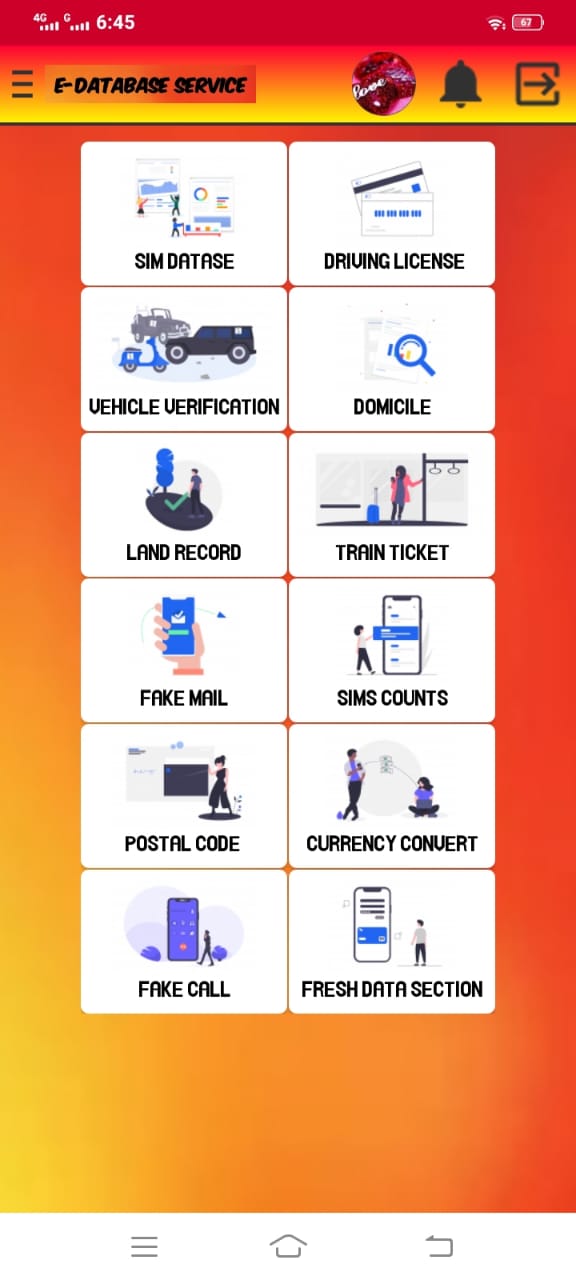 4G G 6:45 67
E-DATABASE SERVICE
Love
SIM DATASE DRIVING LICENSE
VEHICLE VERIFICATION DOMICILE
LAND RECORD TRAIN TICKET
FAKE MAIL SIMS COUNTS
POSTAL CODE CURRENCY CONVERT
FAKE CALL FRESH DATA SECTION